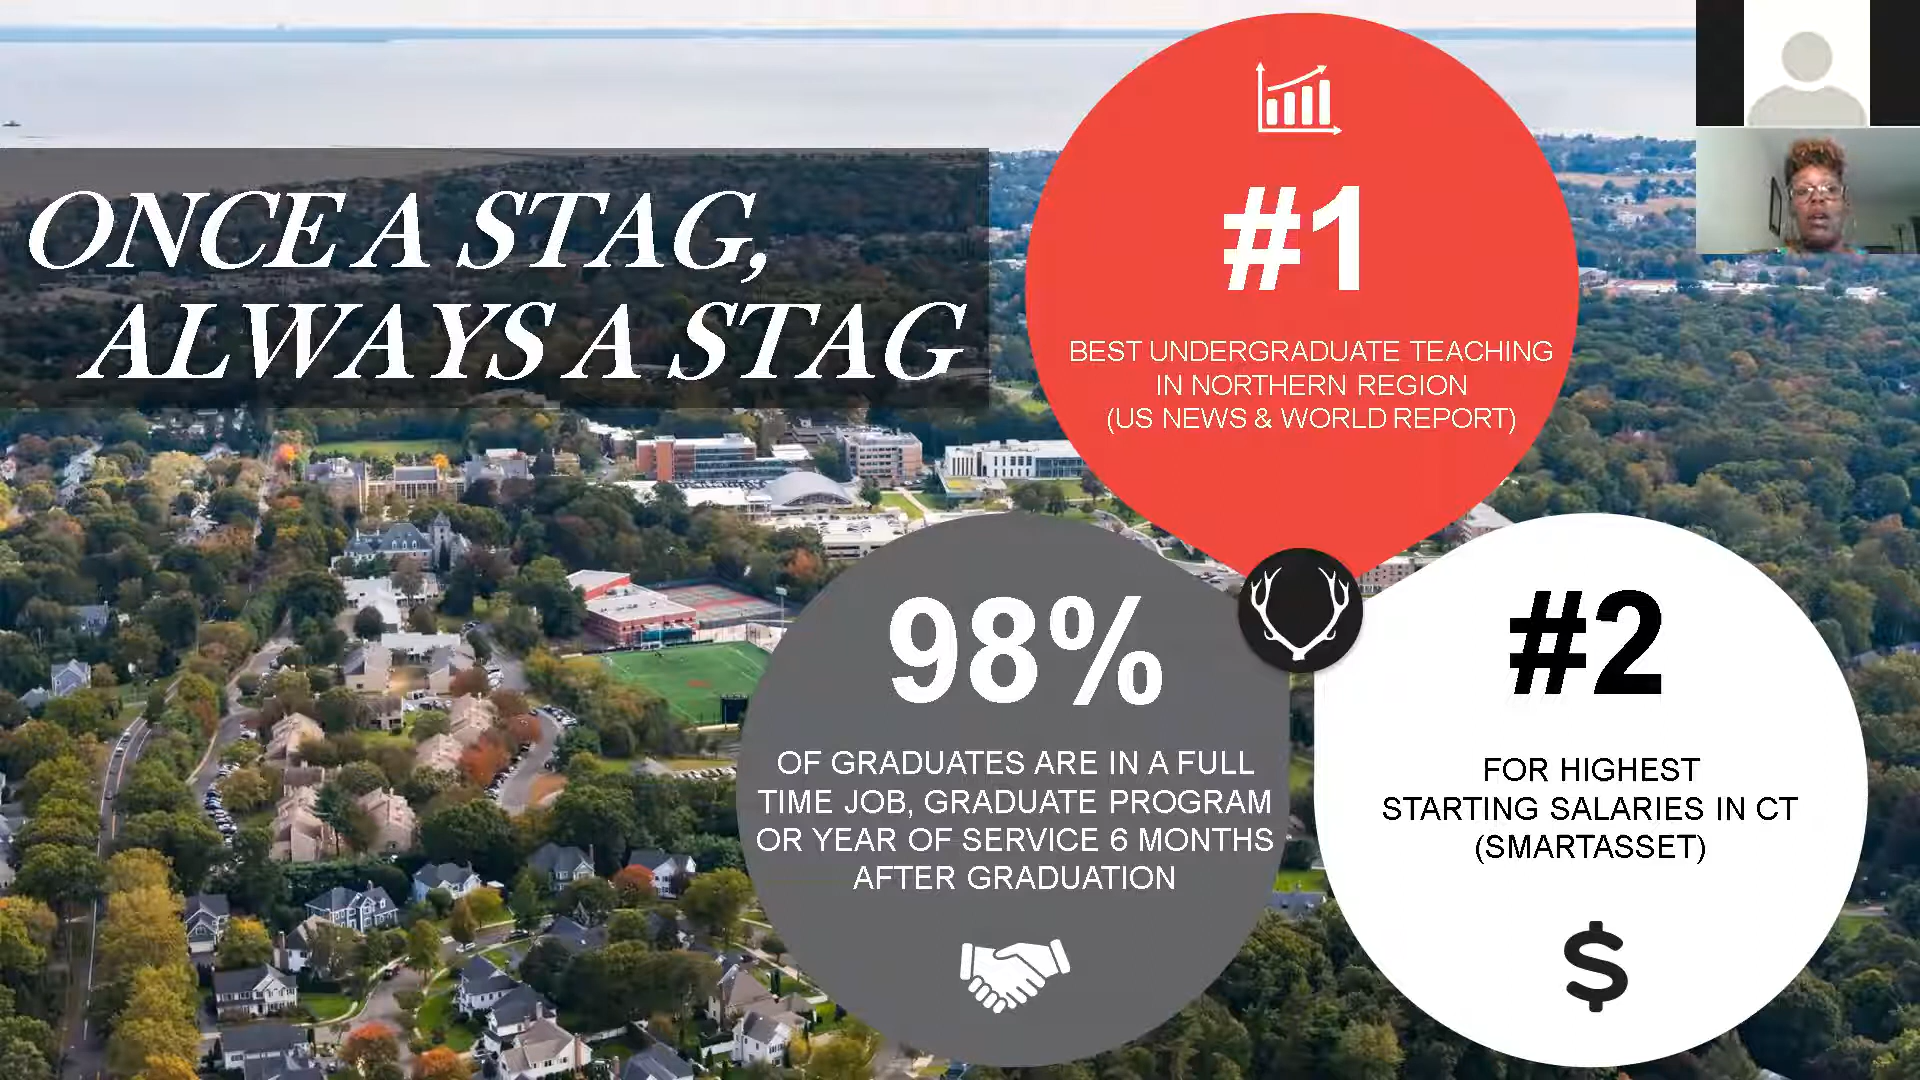 ONCE A STAG,
ALWAYS A STAG
#1
BEST UNDERGRADUATE TEACHING
IN NORTHERN REGION
(US NEWS & WORLD REPORT)
98%
OF GRADUATES ARE IN A FULL
TIME JOB, GRADUATE PROGRAM
OR YEAR OF SERVICE 6 MONTHS
AFTER GRADUATION
#2
FOR HIGHEST
STARTING SALARIES IN CT
(SMARTASSET)
$